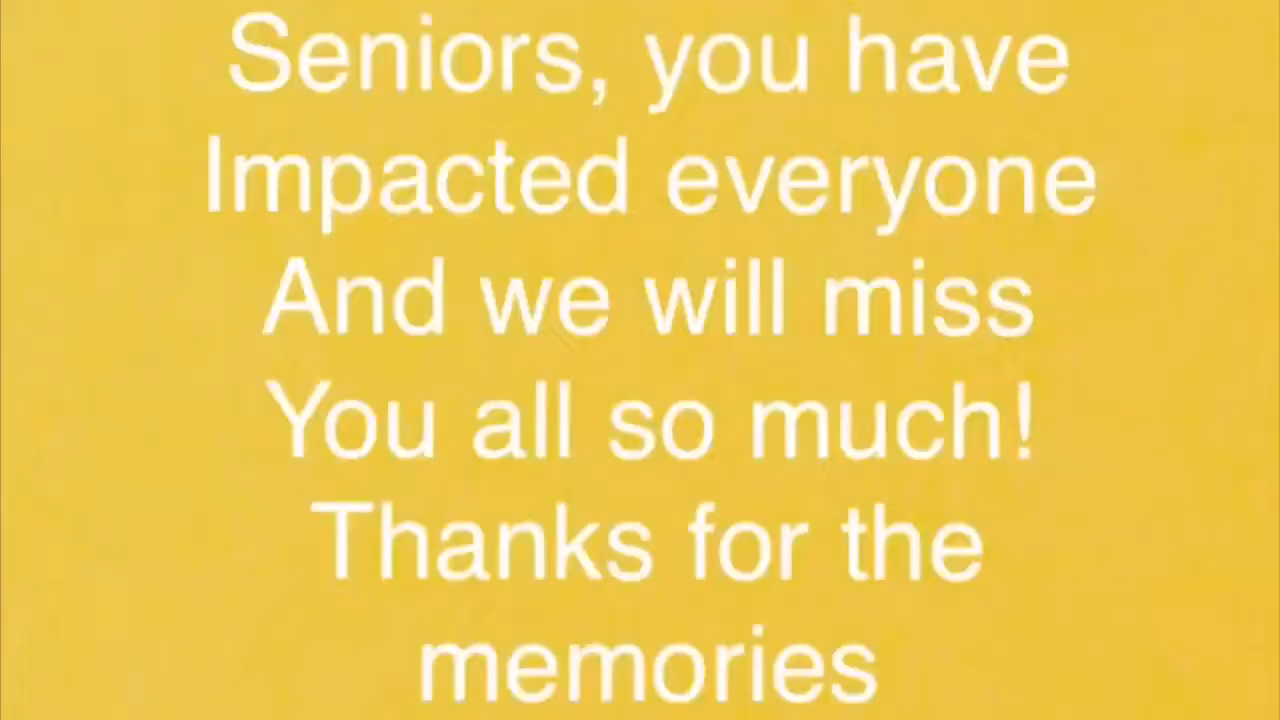 Seniors, you have
Impacted everyone
And we will miss
You all so much!
Thanks for the
memories